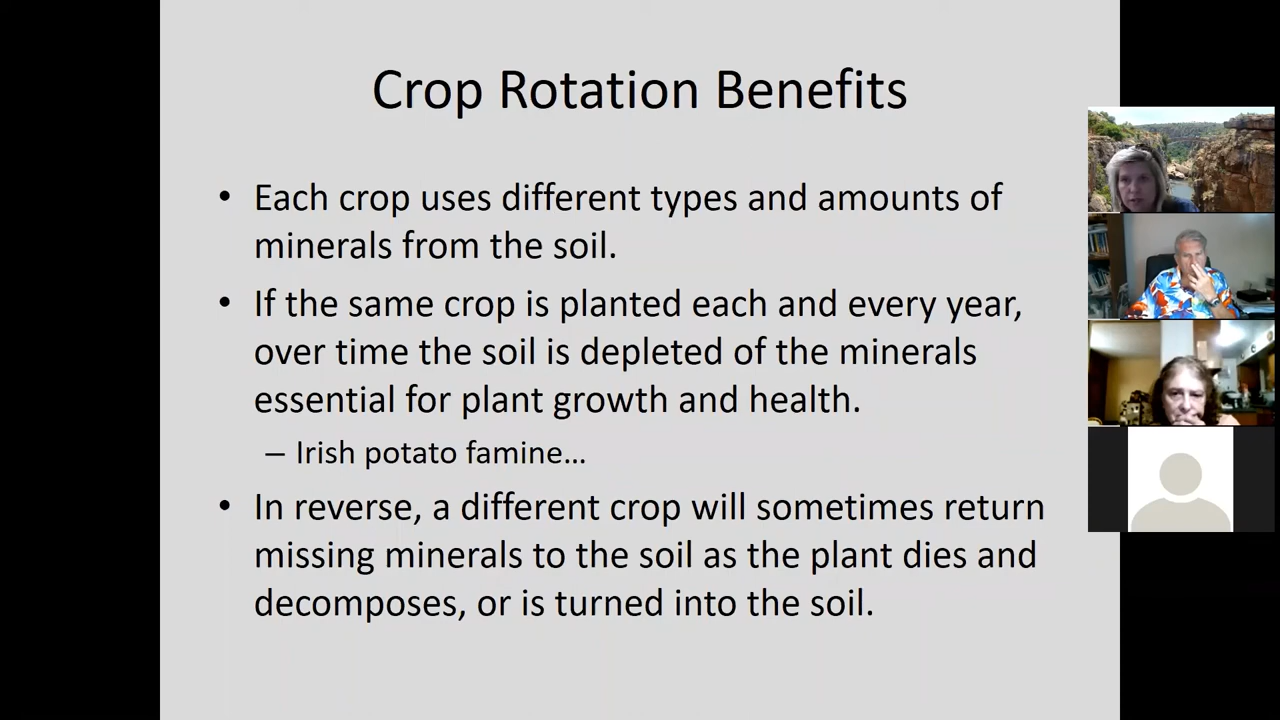 Crop Rotation Benefits
• Each crop uses different types and amounts of
minerals from the soil.
• If the same crop is planted each and every year,
over time the soil is depleted of the minerals
essential for plant growth and health.
– Irish potato famine…
• In reverse, a different crop will sometimes return
missing minerals to the soil as the plant dies and
decomposes, or is turned into the soil.